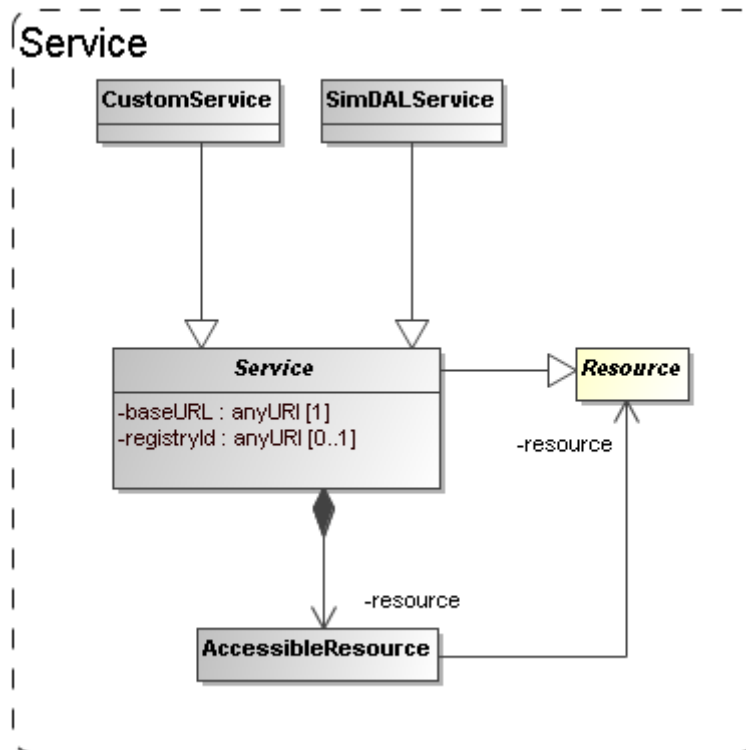 Service
CustomService
SimDALService
Service
-baseURL : anyURI [1]
-registryId : anyURI [0..1]
Resource
-resource
-resource
AccessibleResource